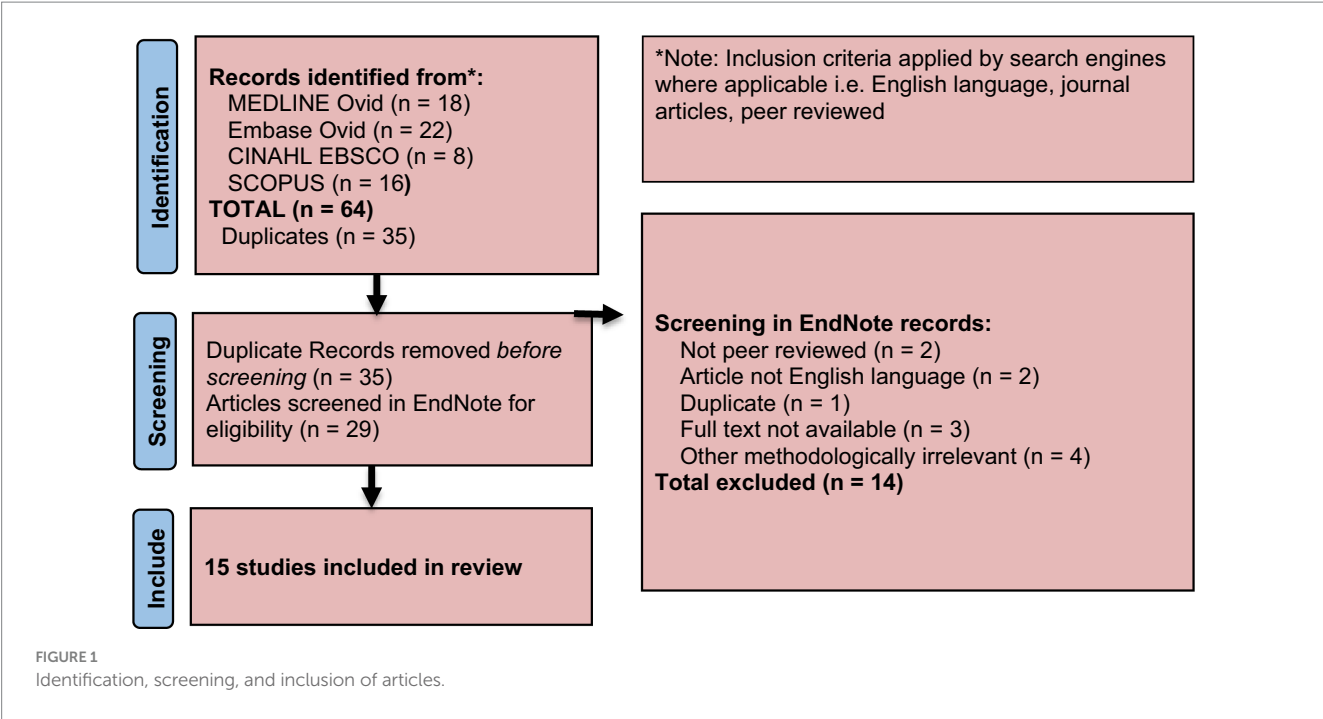 Identification
Records identified from*:
MEDLINE Ovid (n = 18)
Embase Ovid (n = 22)
CINAHL EBSCO (n = 8)
SCOPUS (n = 16)
TOTAL (n = 64)
Duplicates (n = 35)
*Note: Inclusion criteria applied by search engines
where applicable i.e. English language, journal
articles, peer reviewed
Screening
Duplicate Records removed before
screening (n = 35)
Articles screened in EndNote for
eligibility (n = 29)
Screening in EndNote records:
Not peer reviewed (n = 2)
Article not English language (n = 2)
Duplicate (n = 1)
Full text not available (n = 3)
Other methodologically irrelevant (n = 4)
Total excluded (n = 14)
Include
15 studies included in review
FIGURE 1
Identification, screening, and inclusion of articles.